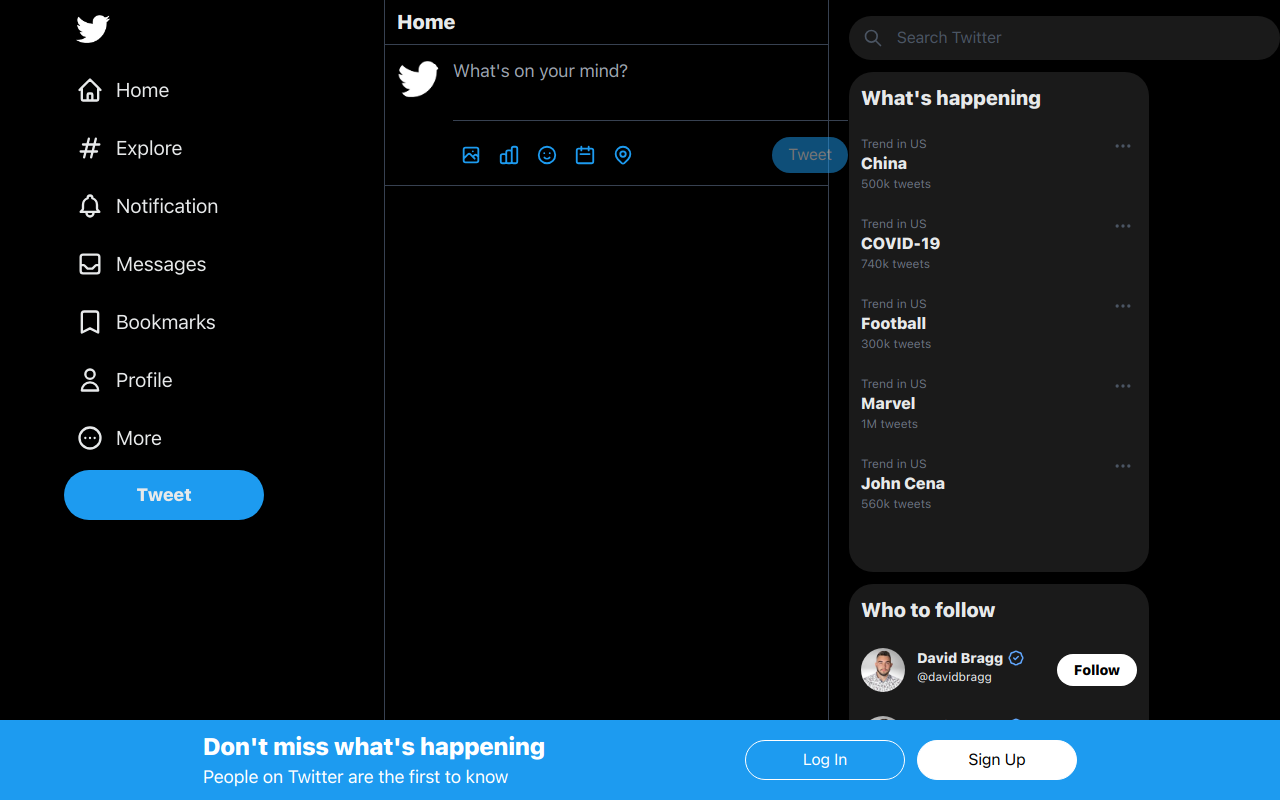 Home
Explore
Notification
Messages
Bookmarks
Profile
More
Tweet
Home
What's on your mind?
Tweet
Search Twitter
What's happening
Trend in US
China
500k tweets
Trend in US
COVID-19
740k tweets
Trend in US
Football
300k tweets
Trend in US
Marvel
1M tweets
Trend in US
John Cena
560k tweets
Who to follow
David Bragg
@davidbragg
Follow
Don't miss what's happening
People on Twitter are the first to know
Log In
Sign Up